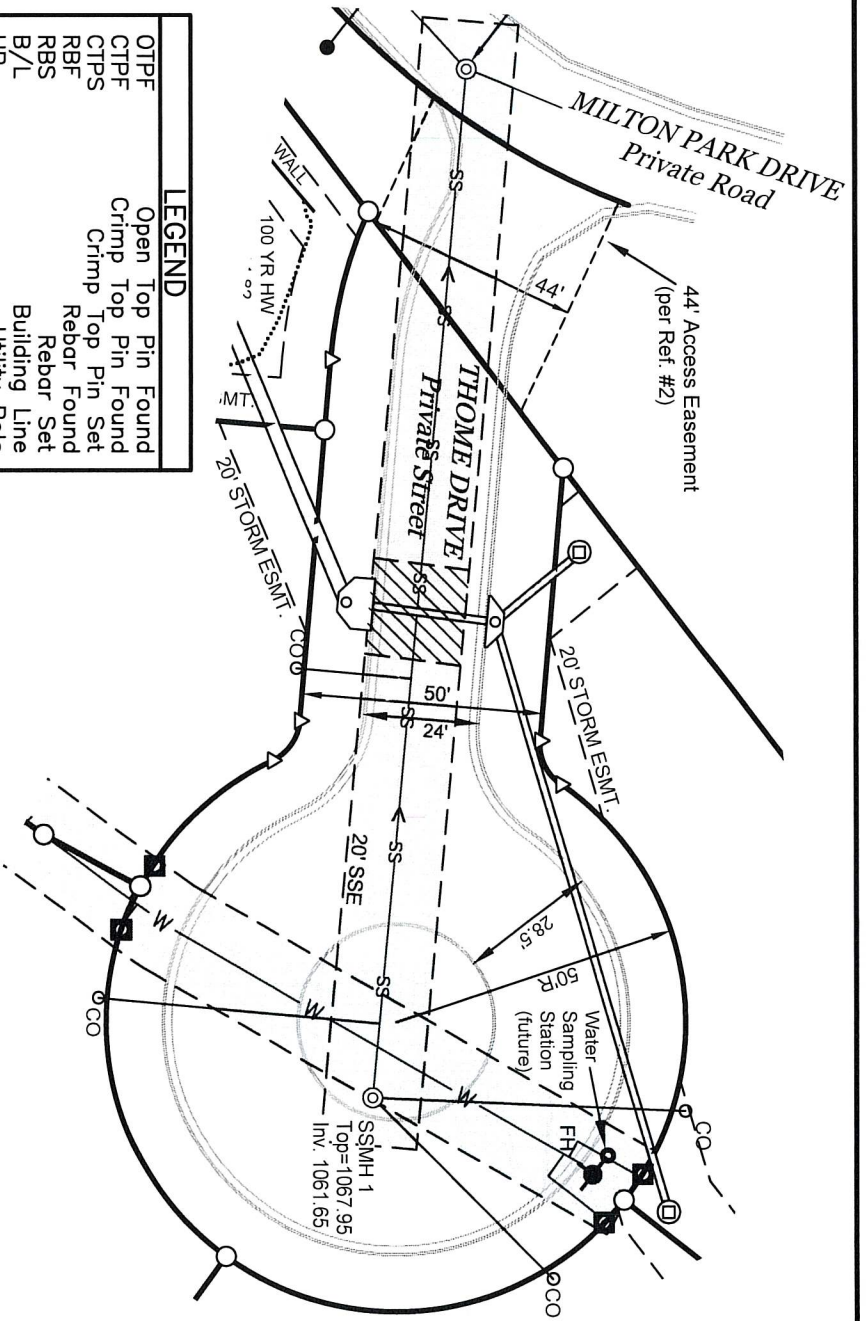 MILTON PARK DRIVE
Private Road
44' Access Easement
(per Ref. #2)
44'
WALL
100 YR HW
SS
SS
THOME DRIVE
Private Street
SS
SS
MT.
20' STORM ESMT.
20' STORM ESMT.
CO
50'
24'
SS
SS
20' SSE
SS
28.5'
50'R
W
W
W
Water
Sampling
Station
(future)
FH
CO
CO
CO
SSMH 1
Top=1067.95
Inv. 1061.65
LEGEND
OTPF Open Top Pin Found
CTPF Crimp Top Pin Found
CTPS Crimp Top Pin Set
RBF Rebar Found
RBS Rebar Set
B/L Building Line